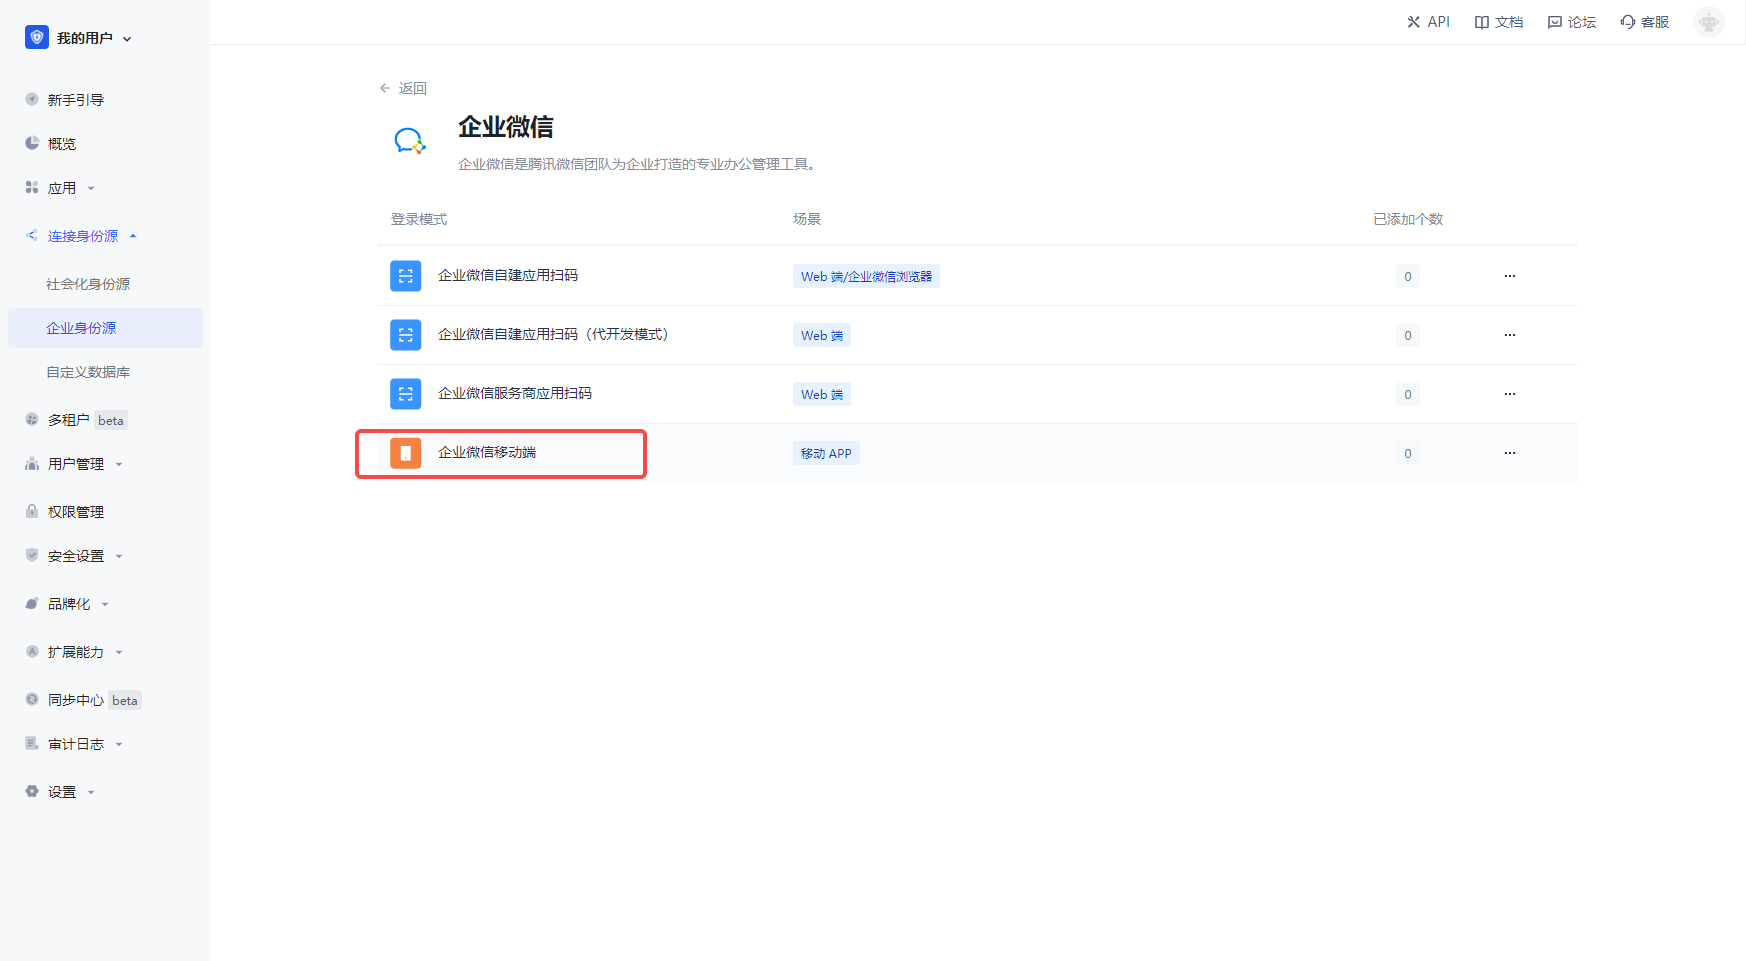 我的用户
API
文档
论坛
客服
新手引导
概览
应用
连接身份源
社会化身份源
企业身份源
自定义数据库
多租户 beta
用户管理
权限管理
安全设置
品牌化
扩展能力
同步中心 beta
审计日志
设置
返回
企业微信
企业微信是腾讯微信团队为企业打造的专业办公管理工具。
登录模式 场景 已添加个数
企业微信自建应用扫码 Web 端/企业微信浏览器 0 ···
企业微信自建应用扫码（代开发模式） Web 端 0 ···
企业微信服务商应用扫码 Web 端 0 ···
企业微信移动端 移动 APP 0 ···